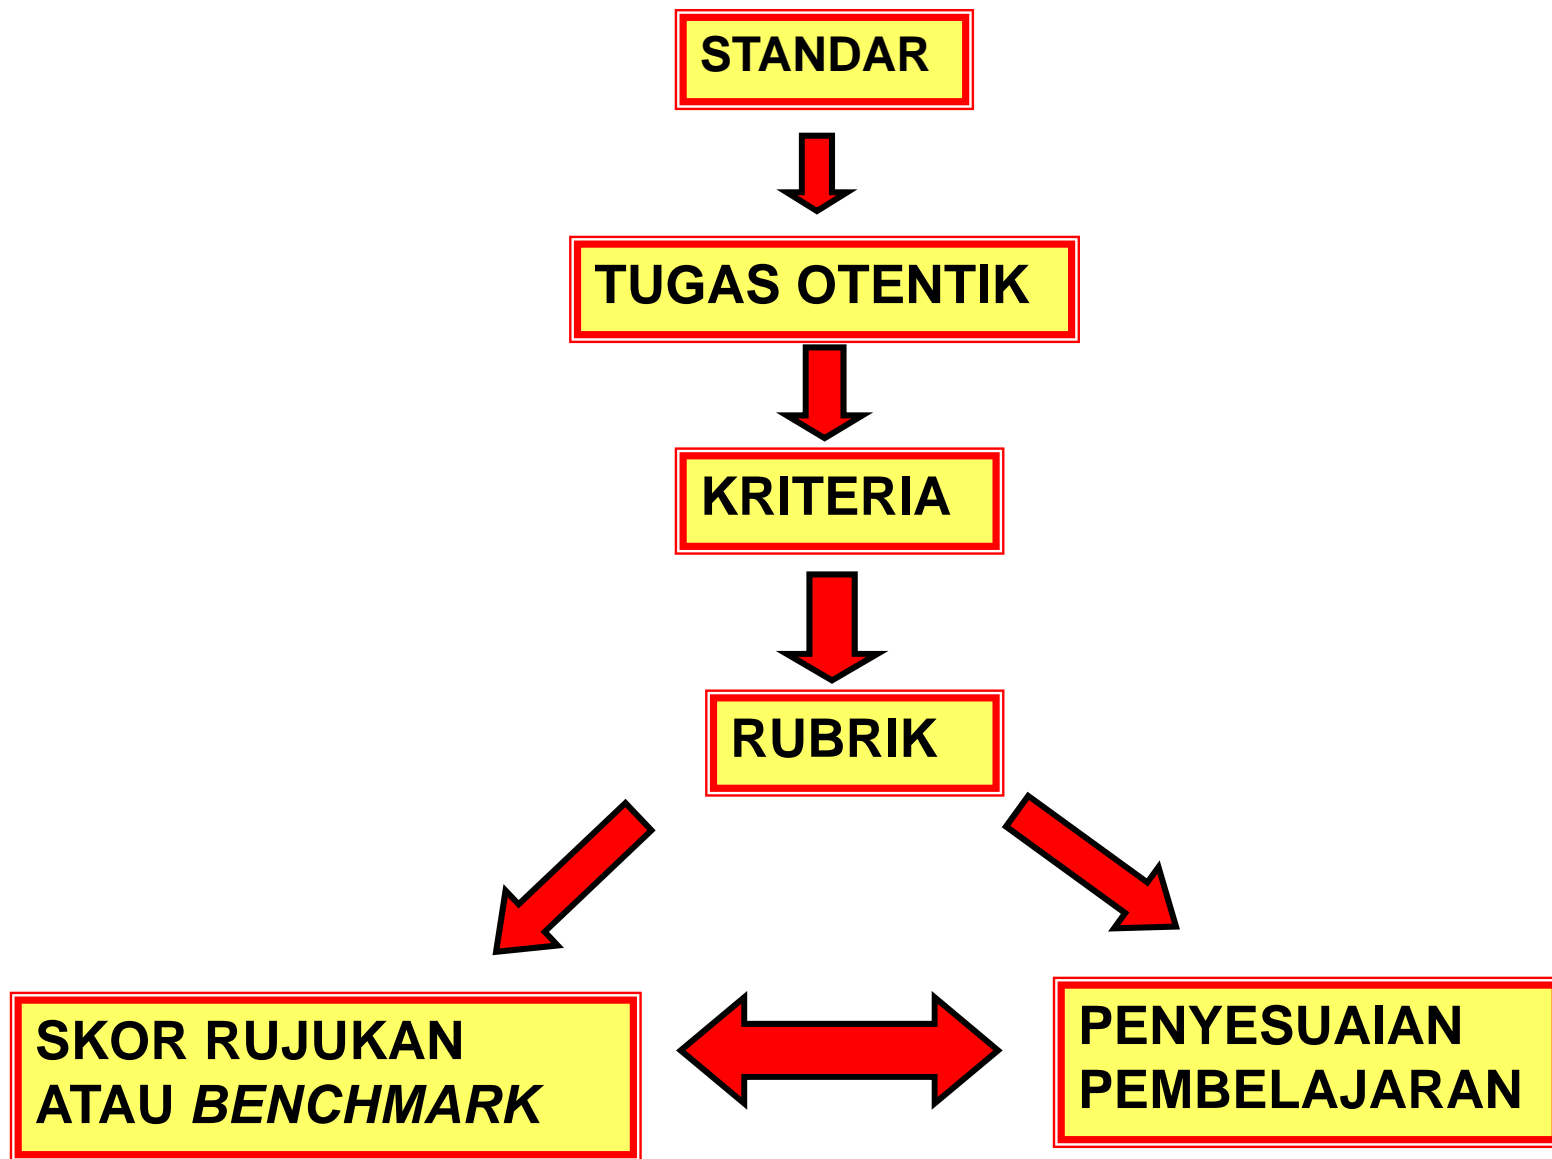 STANDAR
TUGAS OTENTIK
KRITERIA
RUBRIK
SKOR RUJUKAN
ATAU BENCHMARK
PENYESUAIAN
PEMBELAJARAN